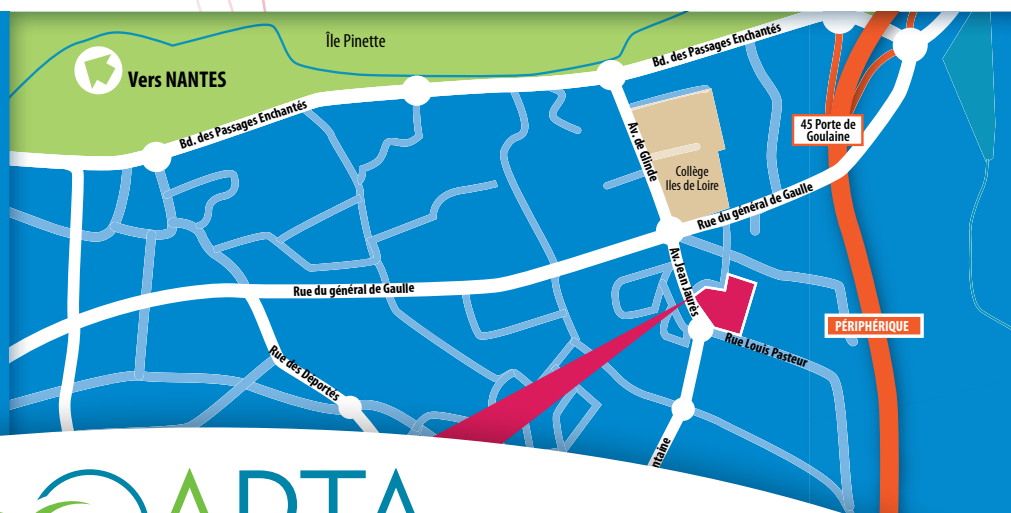 Île Pinette
Vers NANTES
Bd. des Passages Enchantés
Bd. des Passages Enchantés
45 Porte de
Goulaine
Av. de Glinde
Collège
Iles de Loire
Rue du général de Gaulle
Av. Jean Jaurès
Rue du général de Gaulle
PÉRIPHÉRIQUE
Rue Louis Pasteur
Rue des Déportés
ntaine